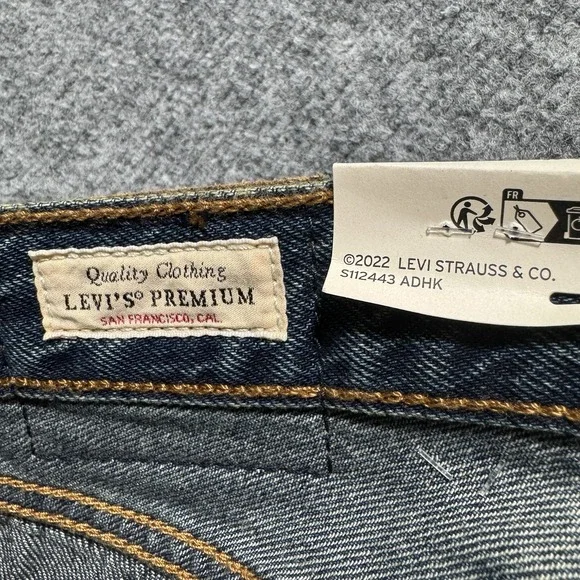 Quality Clothing
LEVI'S® PREMIUM
SAN FRANCISCO, CAL.
FR
©2022 LEVI STRAUSS & CO.
S112443 ADHK